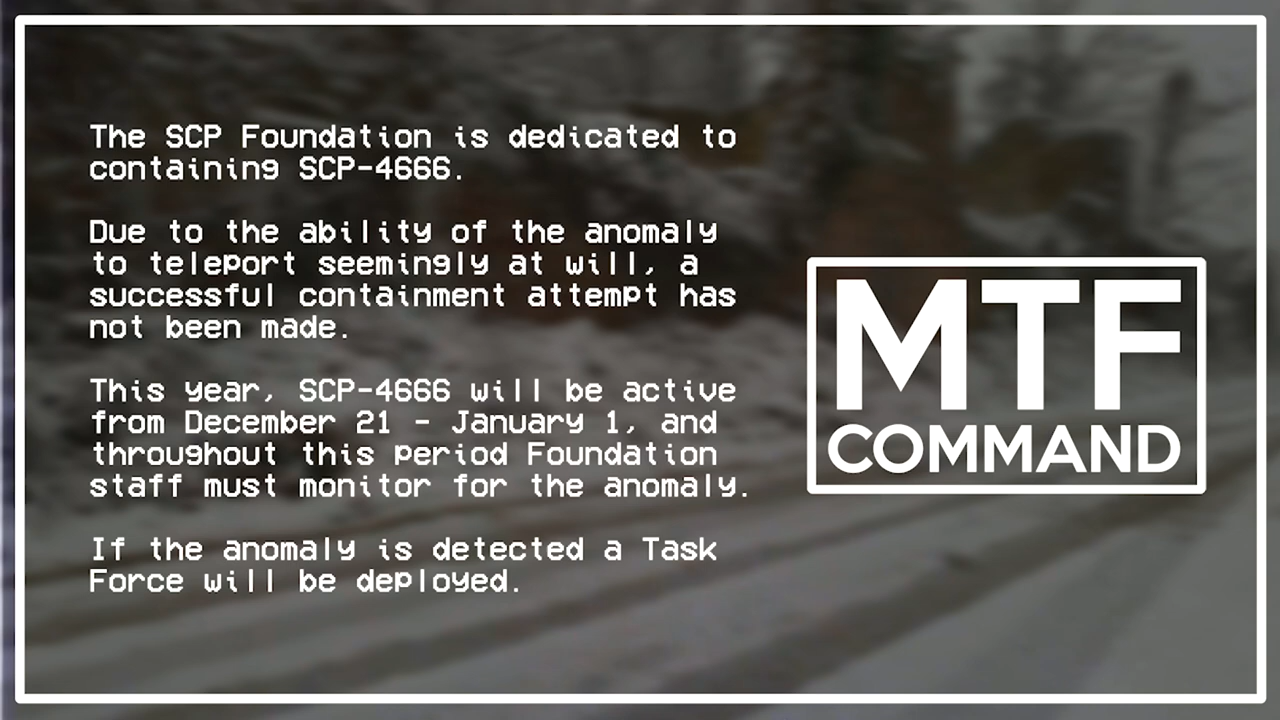 The SCP Foundation is dedicated to
containing SCP-4666.
Due to the ability of the anomaly
to teleport seemingly at will, a
successful containment attempt has
not been made.
This year, SCP-4666 will be active
from December 21 - January 1, and
throughout this period Foundation
staff must monitor for the anomaly.
If the anomaly is detected a Task
Force will be deployed.
MTF
COMMAND